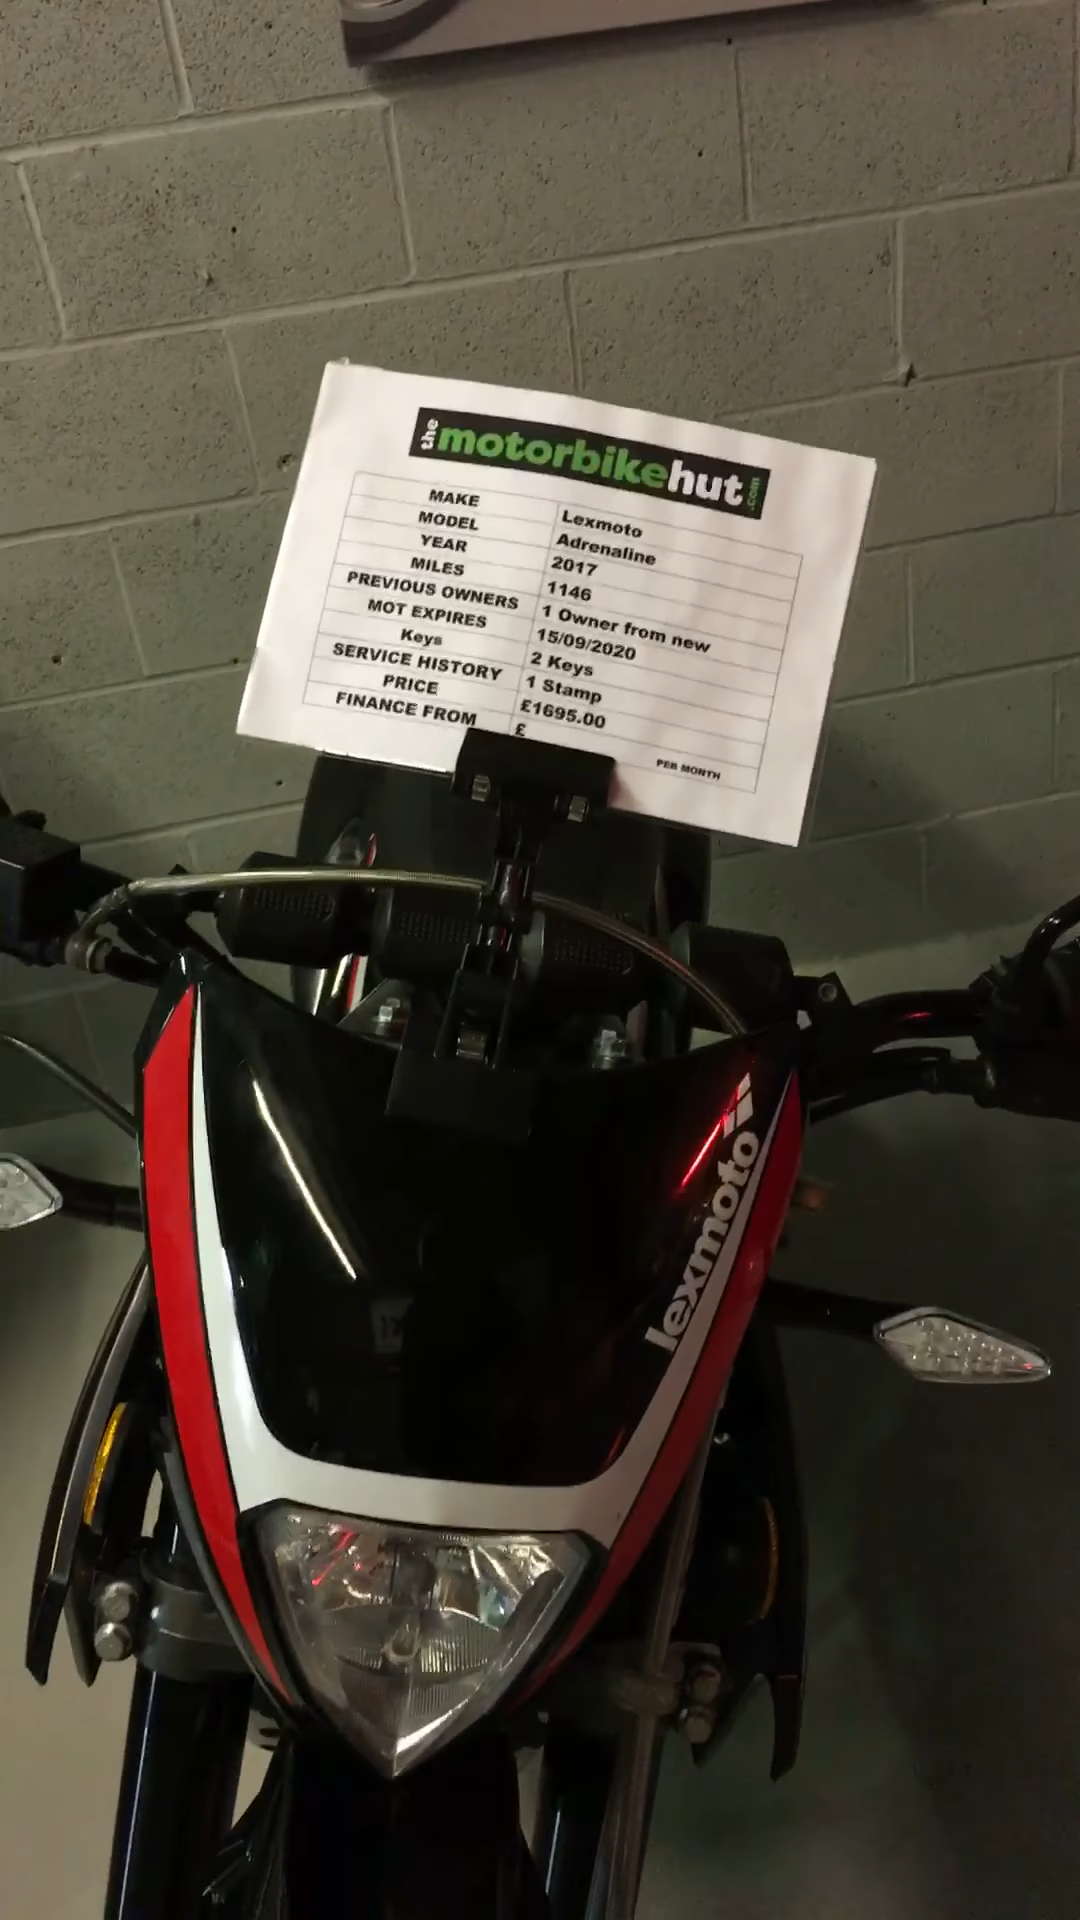 the motorbikehut .com
MAKE Lexmoto
MODEL Adrenaline
YEAR 2017
MILES 1146
PREVIOUS OWNERS 1 Owner from new
MOT EXPIRES 15/09/2020
Keys 2 Keys
SERVICE HISTORY 1 Stamp
PRICE £1695.00
FINANCE FROM £ PER MONTH
lexmoto